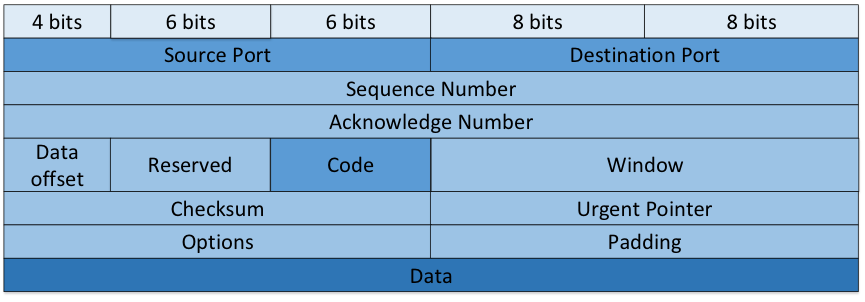 4 bits 6 bits 6 bits 8 bits 8 bits
Source Port Destination Port
Sequence Number
Acknowledge Number
Data
offset Reserved Code Window
Checksum Urgent Pointer
Options Padding
Data